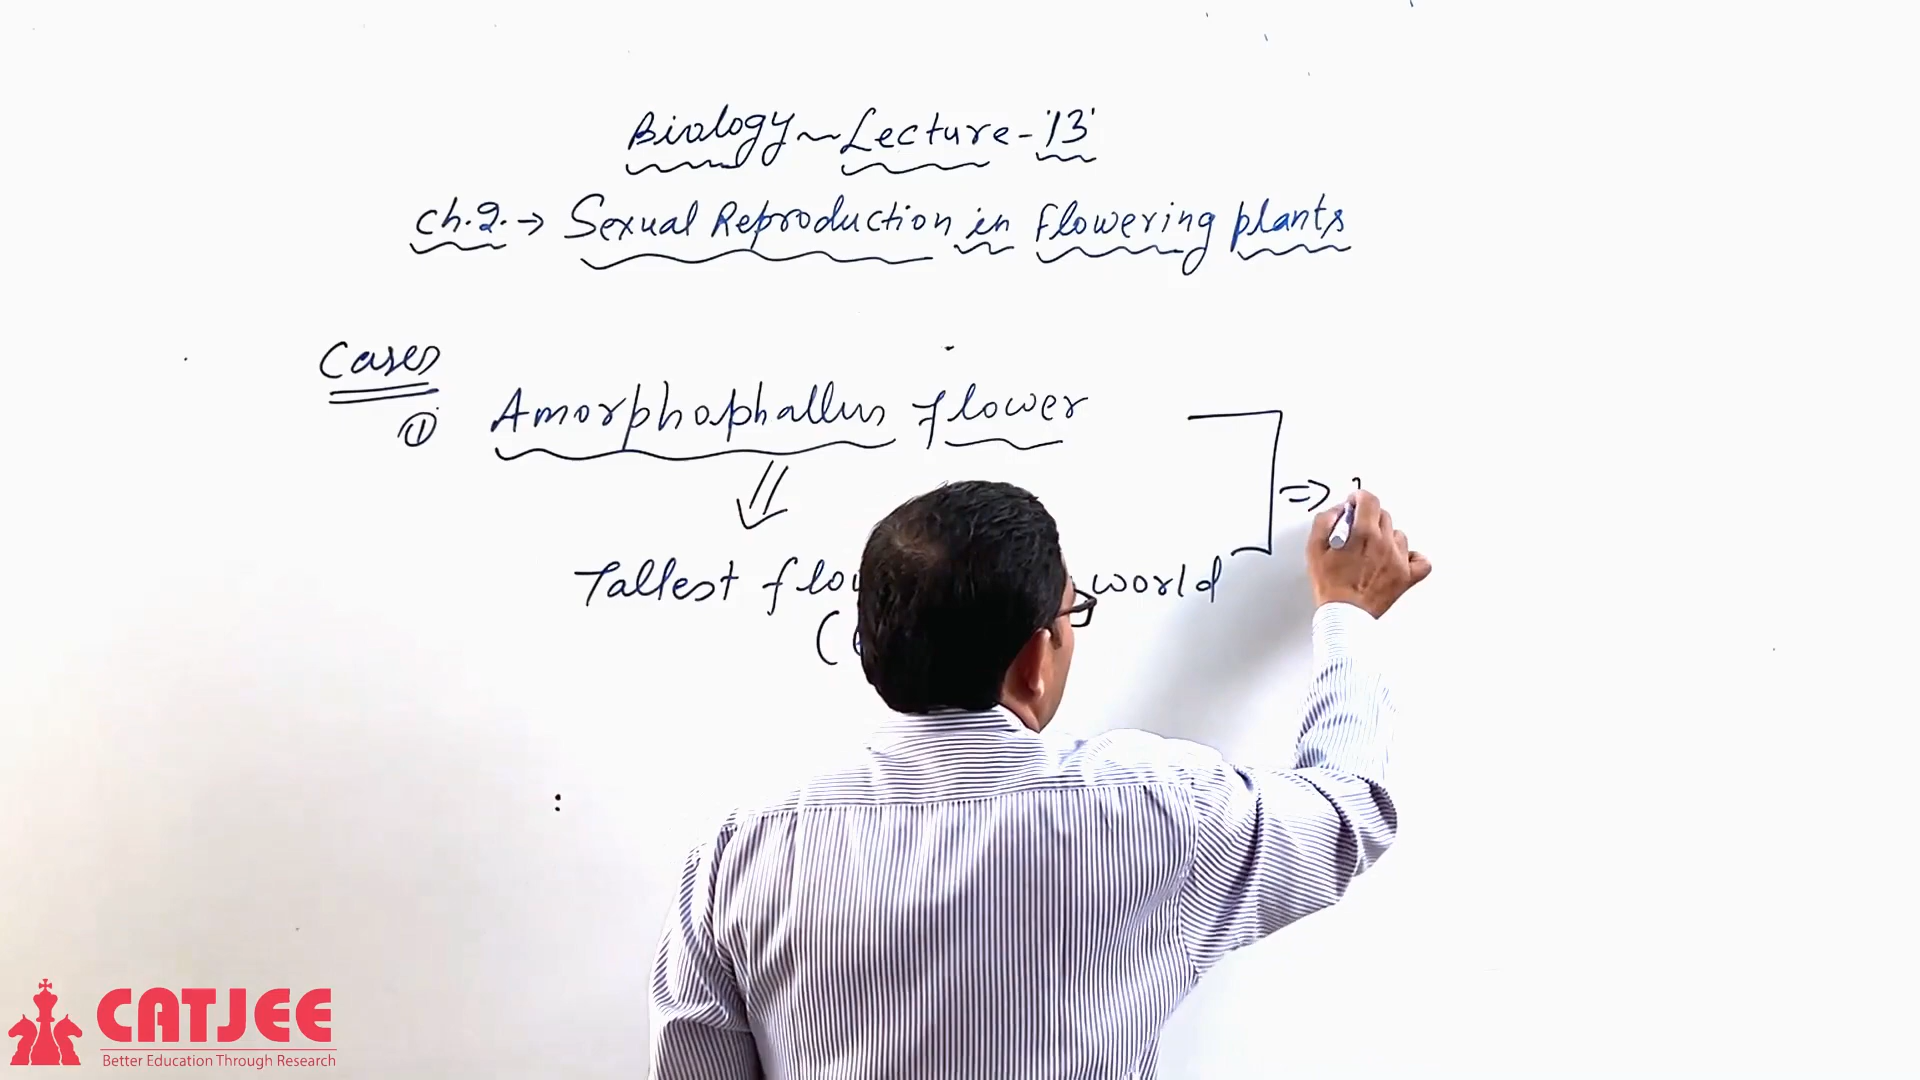 Biology ~ Lecture - '13'
Ch.2. → Sexual Reproduction in Flowering plants
Cases
① Amorphophallus flower
⇓
Tallest flo world
(
⇒
CATJEE
Better Education Through Research